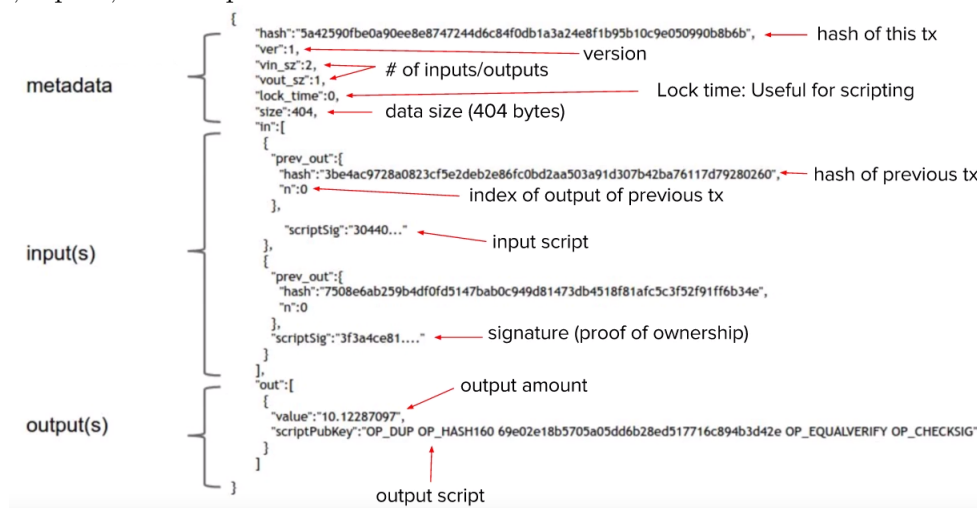 {
"hash":"5a42590fbe0a90ee8e8747244d6c84f0db1a3a24e8f1b95b10c9e050990b8b6b", hash of this tx
"ver":1, version
"vin_sz":2, # of inputs/outputs
"vout_sz":1,
metadata
"lock_time":0, Lock time: Useful for scripting
"size":404, data size (404 bytes)
"in":[
{
"prev_out":[
"hash":"3be4ac9728a0823cf5e2deb2e86fc0bd2aa503a91d307b42ba76117d79280260", hash of previous tx
"n":0 index of output of previous tx
},
"scriptSig":"30440..." input script
input(s)
},
{
"prev_out":[
"hash":"7508e6ab259b4df0fd5147bab0c949d81473db4518f81afc5c3f52f91ff6b34e",
"n":0
},
"scriptSig":"3f3a4ce81...." signature (proof of ownership)
}
],
"out":[ output amount
{
"value":"10.12287097",
output(s)
"scriptPubKey":"OP_DUP OP_HASH160 69e02e18b5705a05dd6b28ed517716c894b3d42e OP_EQUALVERIFY OP_CHECKSIG"
}
]
}
output script